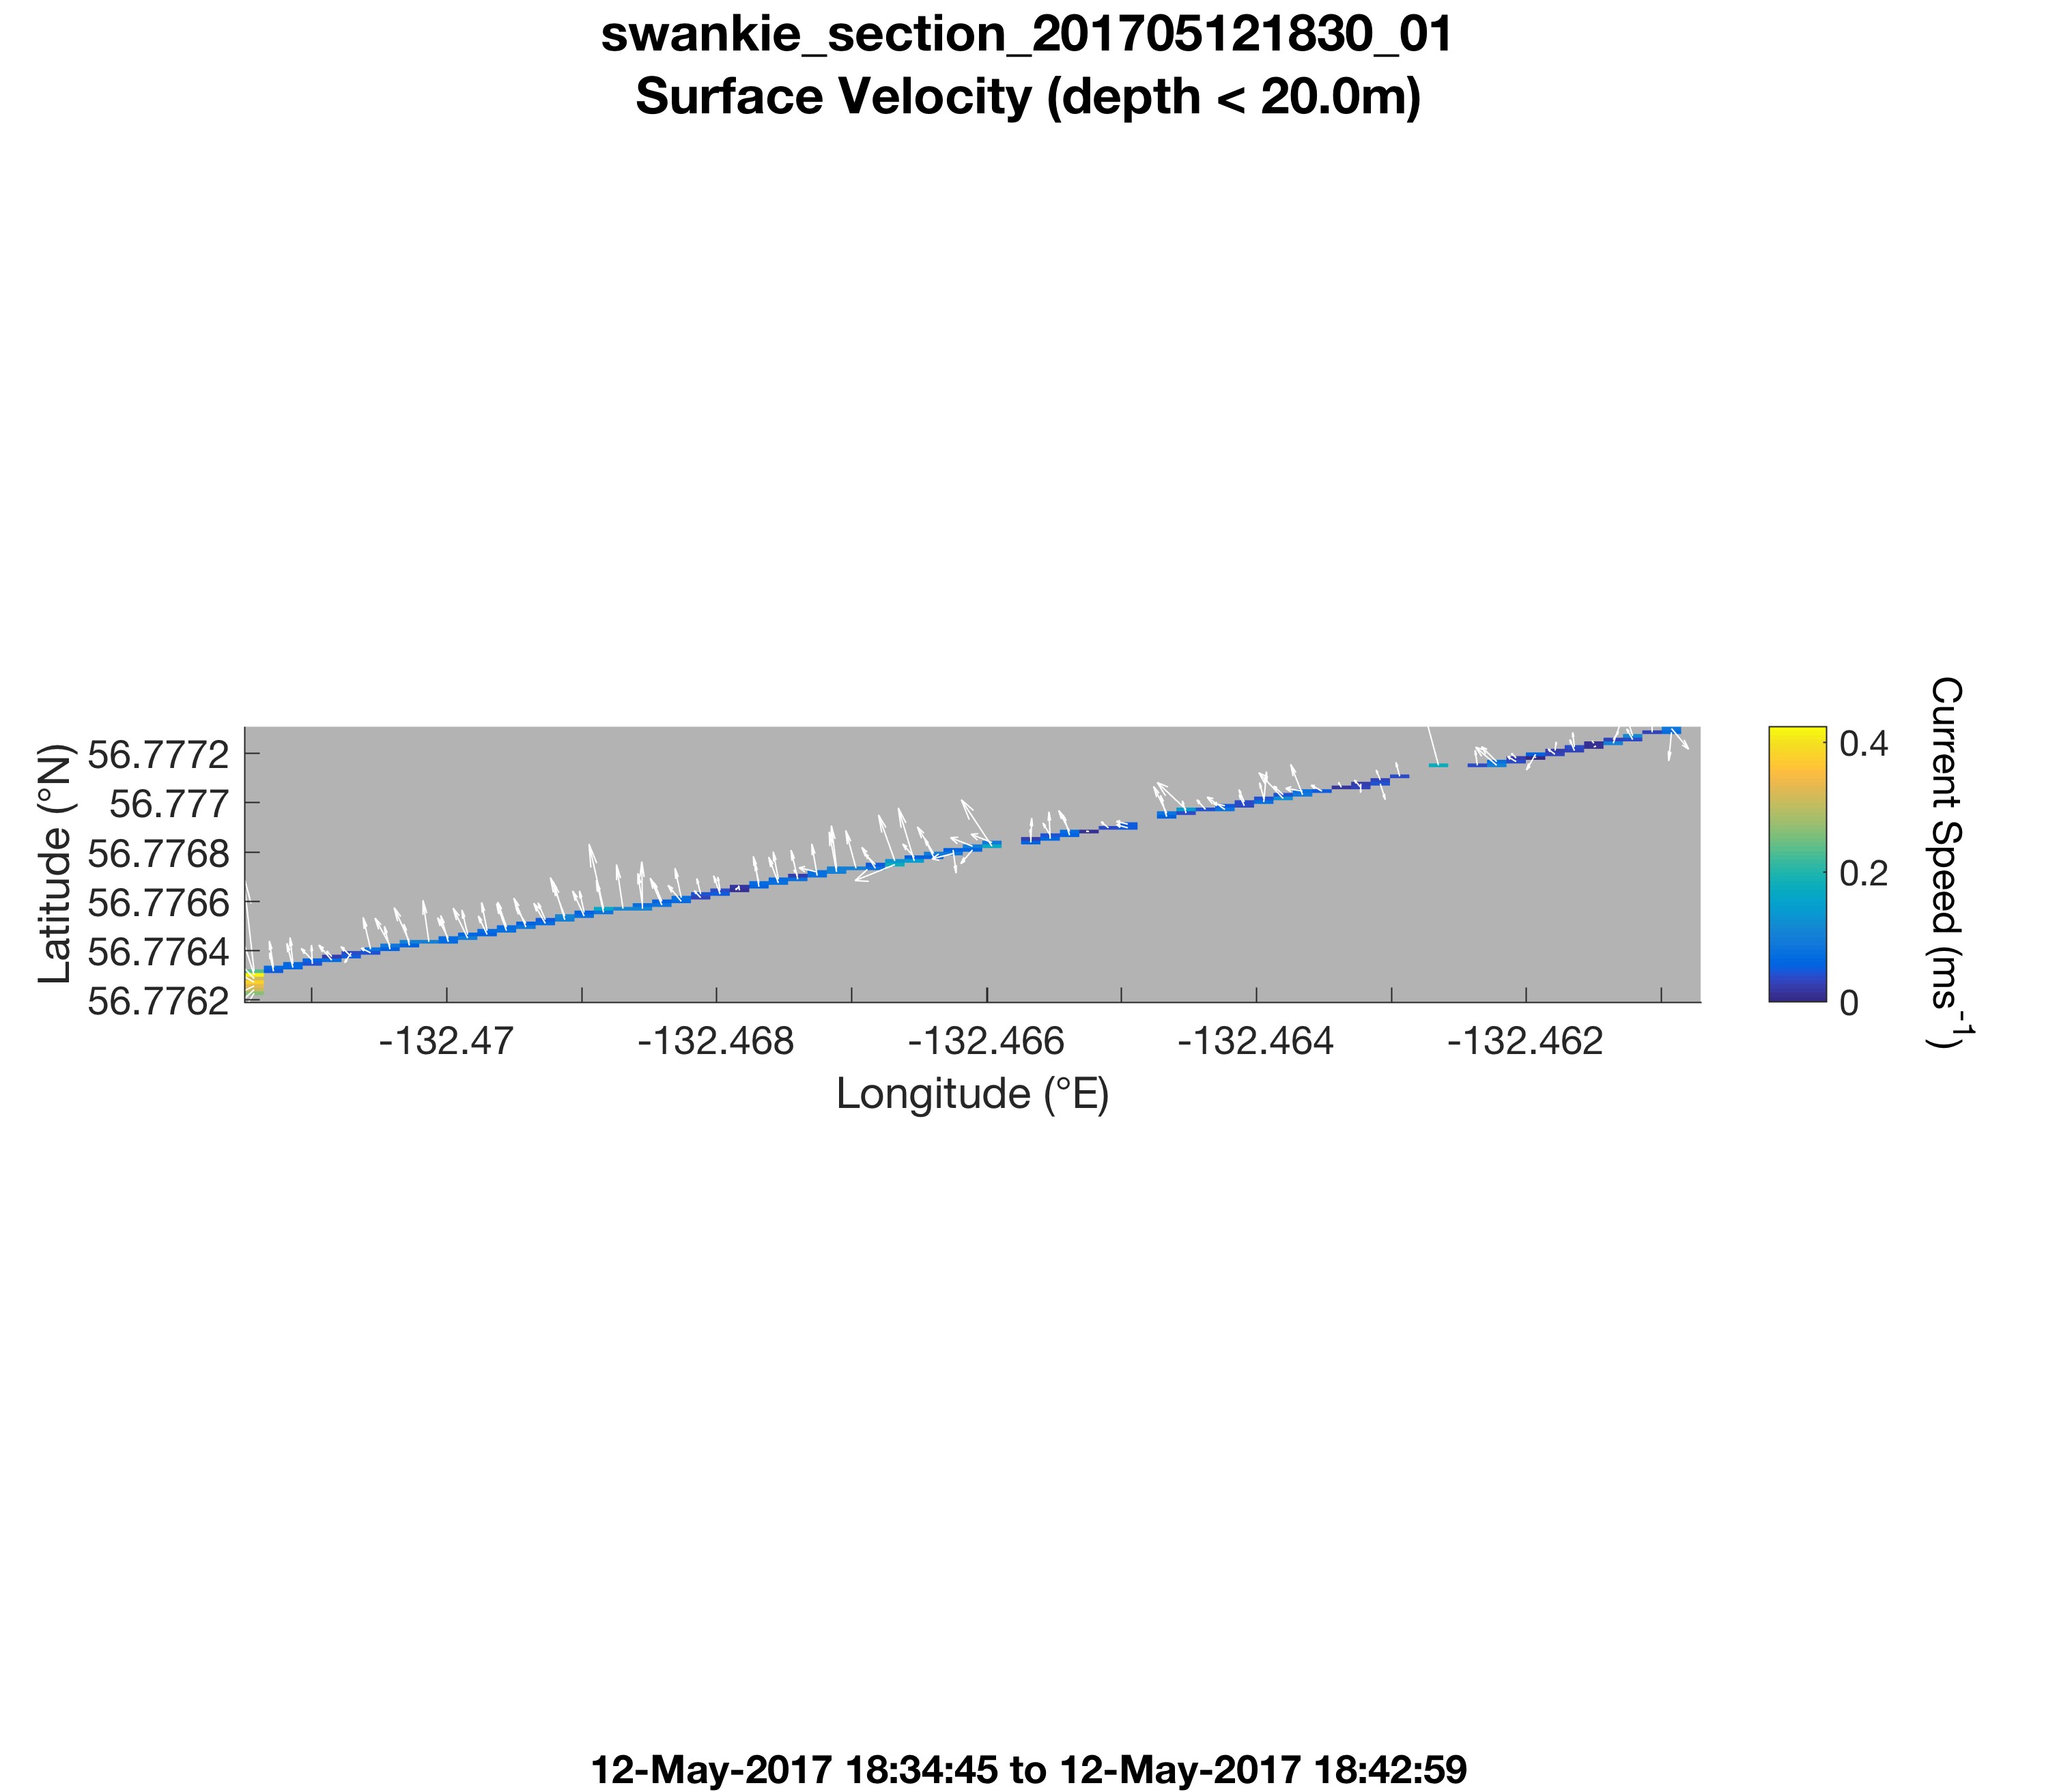 swankie_section_201705121830_01
Surface Velocity (depth < 20.0m)
Latitude (°N)
56.7772
56.777
56.7768
56.7766
56.7764
56.7762
-132.47
-132.468
-132.466
-132.464
-132.462
Longitude (°E)
0.4
0.2
0
Current Speed (ms-1)
12-May-2017 18:34:45 to 12-May-2017 18:42:59